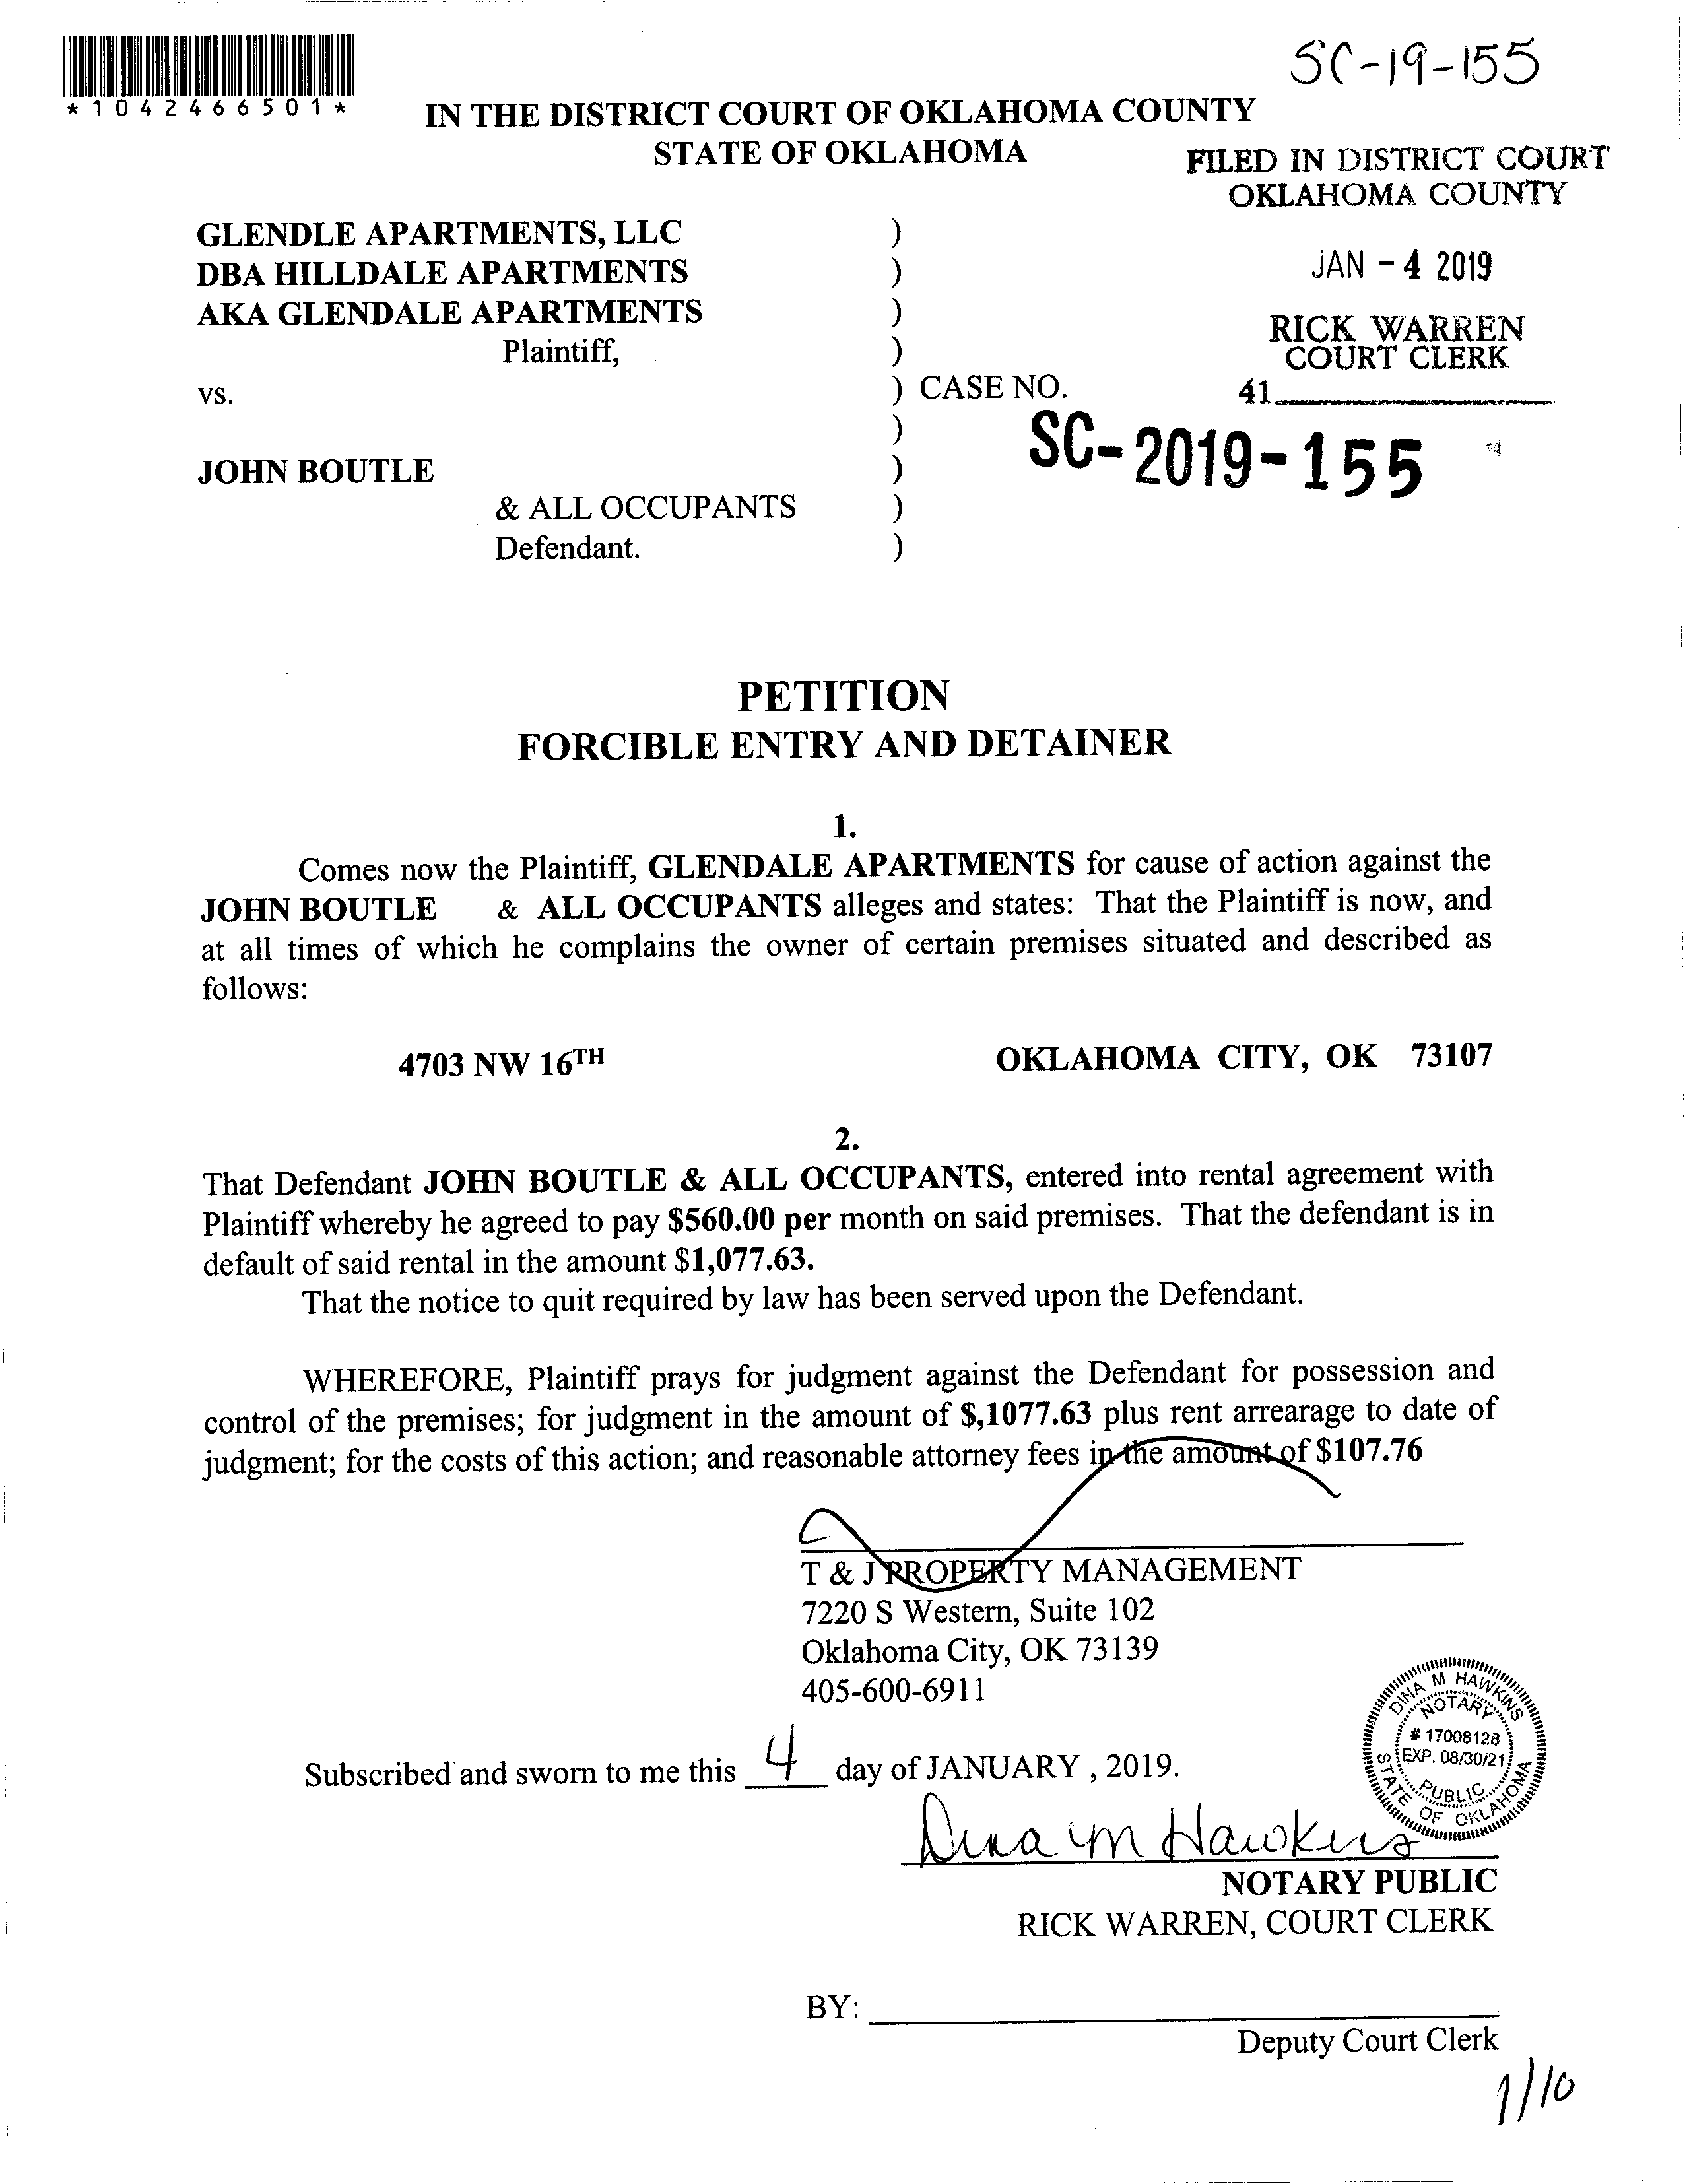 SC-19-155
*1042466501*
IN THE DISTRICT COURT OF OKLAHOMA COUNTY
STATE OF OKLAHOMA
FILED IN DISTRICT COURT
OKLAHOMA COUNTY
JAN - 4 2019
RICK WARREN
COURT CLERK
41
GLENDLE APARTMENTS, LLC )
DBA HILLDALE APARTMENTS )
AKA GLENDALE APARTMENTS )
Plaintiff, )
vs. ) CASE NO.
) SC-2019-155
JOHN BOUTLE )
& ALL OCCUPANTS )
Defendant. )
PETITION
FORCIBLE ENTRY AND DETAINER
1.
Comes now the Plaintiff, GLENDALE APARTMENTS for cause of action against the
JOHN BOUTLE & ALL OCCUPANTS alleges and states: That the Plaintiff is now, and
at all times of which he complains the owner of certain premises situated and described as
follows:
4703 NW 16TH OKLAHOMA CITY, OK 73107
2.
That Defendant JOHN BOUTLE & ALL OCCUPANTS, entered into rental agreement with
Plaintiff whereby he agreed to pay $560.00 per month on said premises. That the defendant is in
default of said rental in the amount $1,077.63.
That the notice to quit required by law has been served upon the Defendant.
WHEREFORE, Plaintiff prays for judgment against the Defendant for possession and
control of the premises; for judgment in the amount of $,1077.63 plus rent arrearage to date of
judgment; for the costs of this action; and reasonable attorney fees in the amount of $107.76
T & J PROPERTY MANAGEMENT
7220 S Western, Suite 102
Oklahoma City, OK 73139
405-600-6911
DINA M HAWKINS
NOTARY
# 17008128
EXP. 08/30/21
PUBLIC
STATE OF OKLAHOMA
Subscribed and sworn to me this 4 day of JANUARY , 2019.
Dina M Hawkins
NOTARY PUBLIC
RICK WARREN, COURT CLERK
BY:
Deputy Court Clerk
1/10